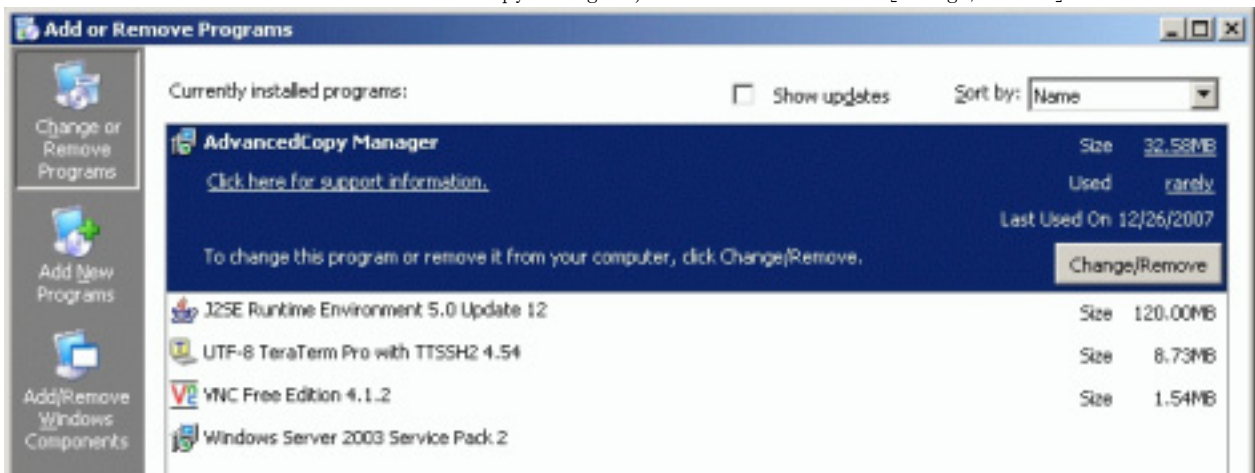 Add or Remove Programs
Change or
Remove
Programs
Add New
Programs
Add/Remove
Windows
Components
Currently installed programs:
Show updates
Sort by: Name
AdvancedCopy Manager Size 32.58MB
Click here for support information. Used rarely
Last Used On 12/26/2007
To change this program or remove it from your computer, click Change/Remove. Change/Remove
J2SE Runtime Environment 5.0 Update 12 Size 120.00MB
UTF-8 TeraTerm Pro with TTSSH2 4.54 Size 8.73MB
VNC Free Edition 4.1.2 Size 1.54MB
Windows Server 2003 Service Pack 2